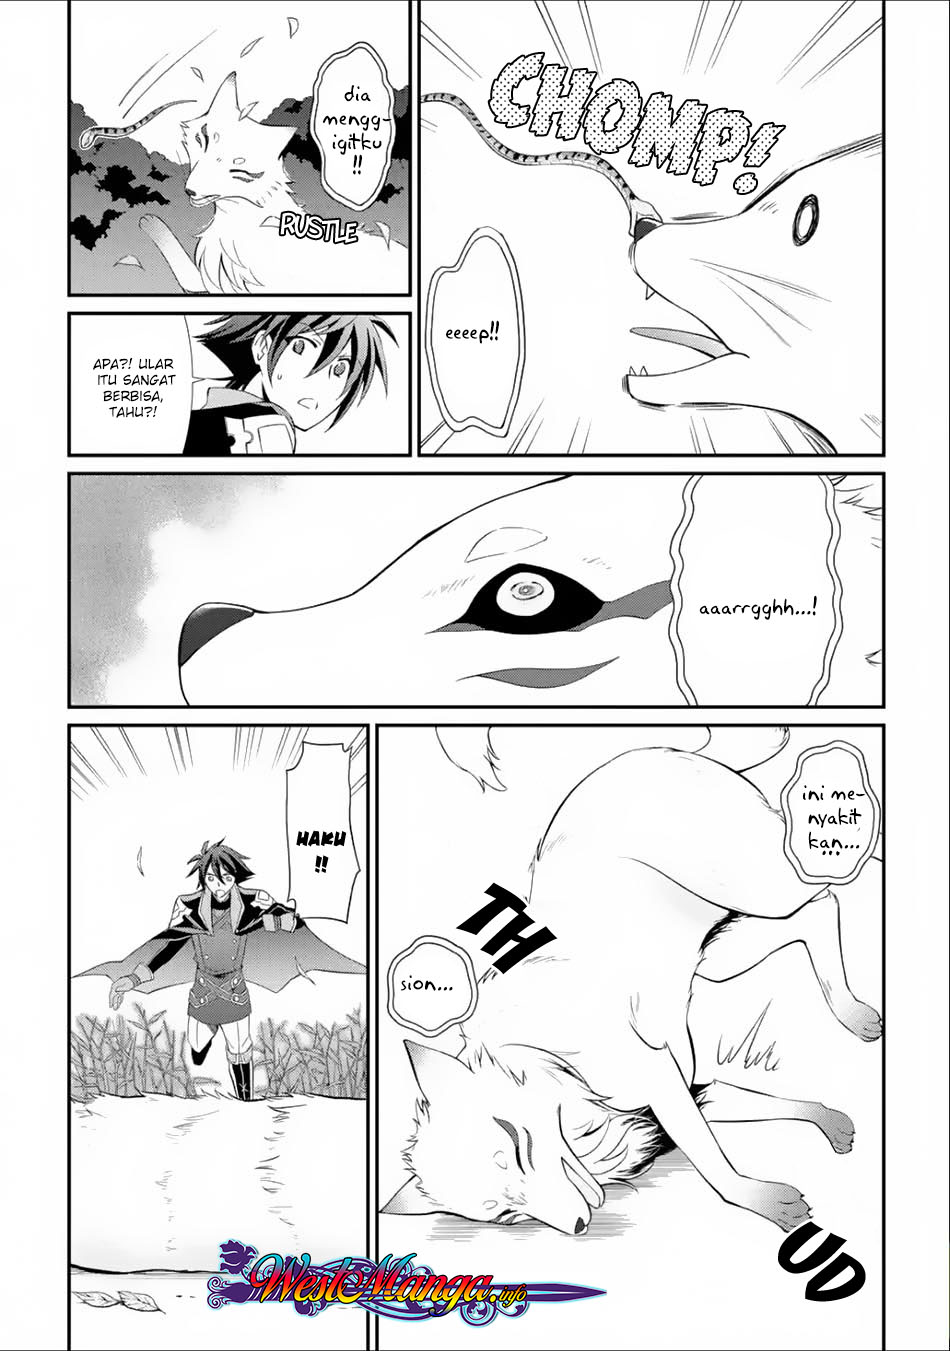 CHOMP!
eeeep!!
dia
mengg-
igitku
!!
RUSTLE
APA?! ULAR
ITU SANGAT
BERBISA,
TAHU?!
aaarrgghh...!
ini me-
nyakit
kan...
TH
sion...
UD
HAKU
!!
WestManga.info